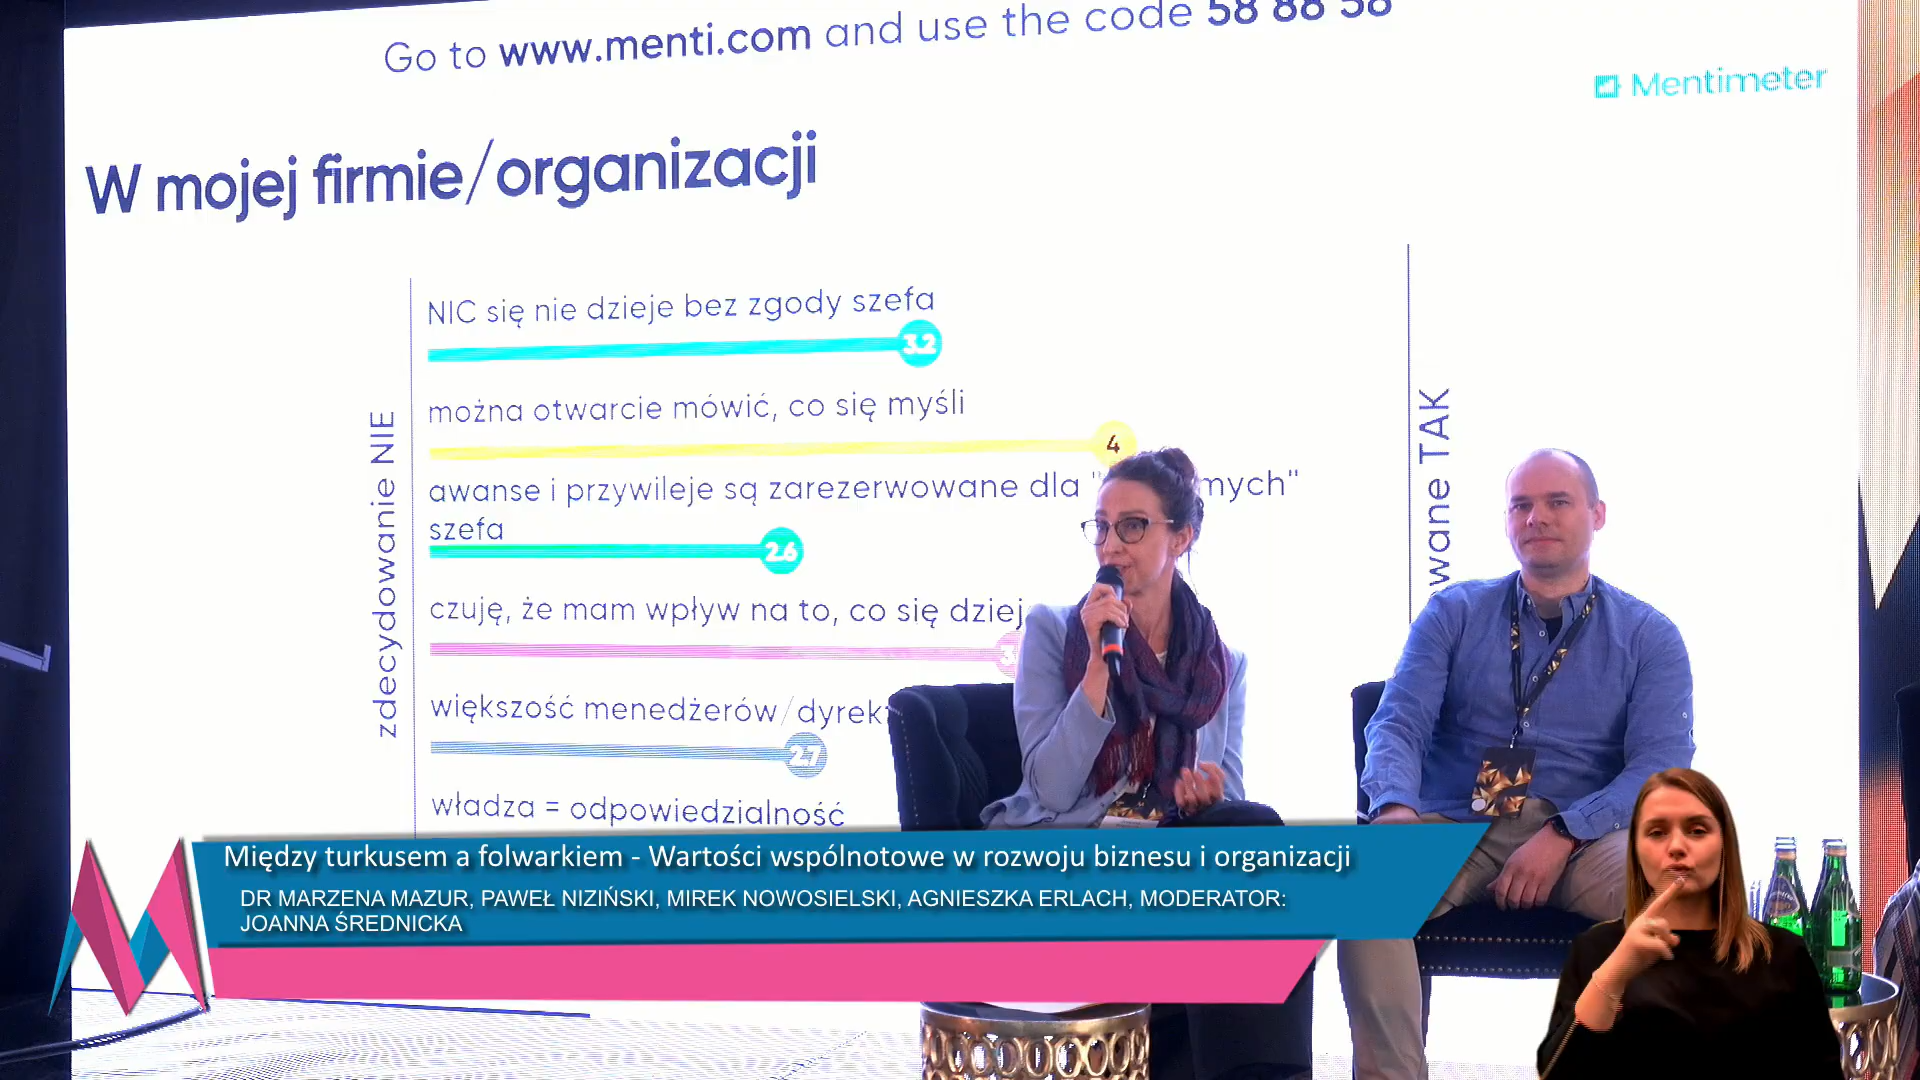 Go to www.menti.com and use the code 58 88 58
Mentimeter
W mojej firmie/organizacji
NIC się nie dzieje bez zgody szefa
3.2
można otwarcie mówić, co się myśli
4
awanse i przywileje są zarezerwowane dla
szefa
2.6
czuję, że mam wpływ na to, co się
większość menedżerów/
2.7
władza = odpowiedzialność
zdecydowanie NIE
TAK
Między turkusem a folwarkiem - Wartości wspólnotowe w rozwoju biznesu i organizacji
DR MARZENA MAZUR, PAWEŁ NIZIŃSKI, MIREK NOWOSIELSKI, AGNIESZKA ERLACH, MODERATOR:
JOANNA ŚREDNICKA